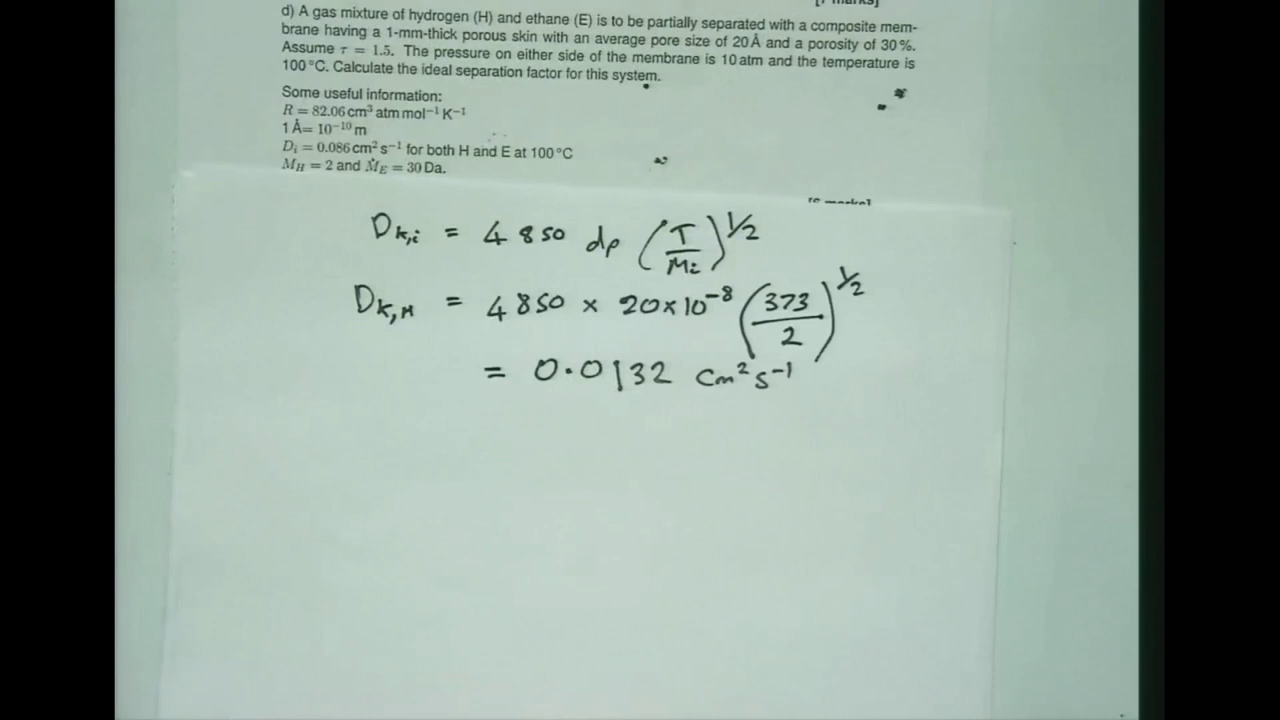 d) A gas mixture of hydrogen (H) and ethane (E) is to be partially separated with a composite mem-
brane having a 1-mm-thick porous skin with an average pore size of 20 Å and a porosity of 30 %.
Assume τ = 1.5. The pressure on either side of the membrane is 10 atm and the temperature is
100 °C. Calculate the ideal separation factor for this system.
Some useful information:
R = 82.06 cm³ atm mol⁻¹ K⁻¹
1 Å= 10⁻¹⁰ m
Dᵢ = 0.086 cm² s⁻¹ for both H and E at 100 °C
M_H = 2 and M_E = 30 Da.
D_K,i = 4850 dp (T/Mi)^1/2
D_K,H = 4850 × 20×10⁻⁸ (373/2)^1/2
= 0.0132 cm² s⁻¹